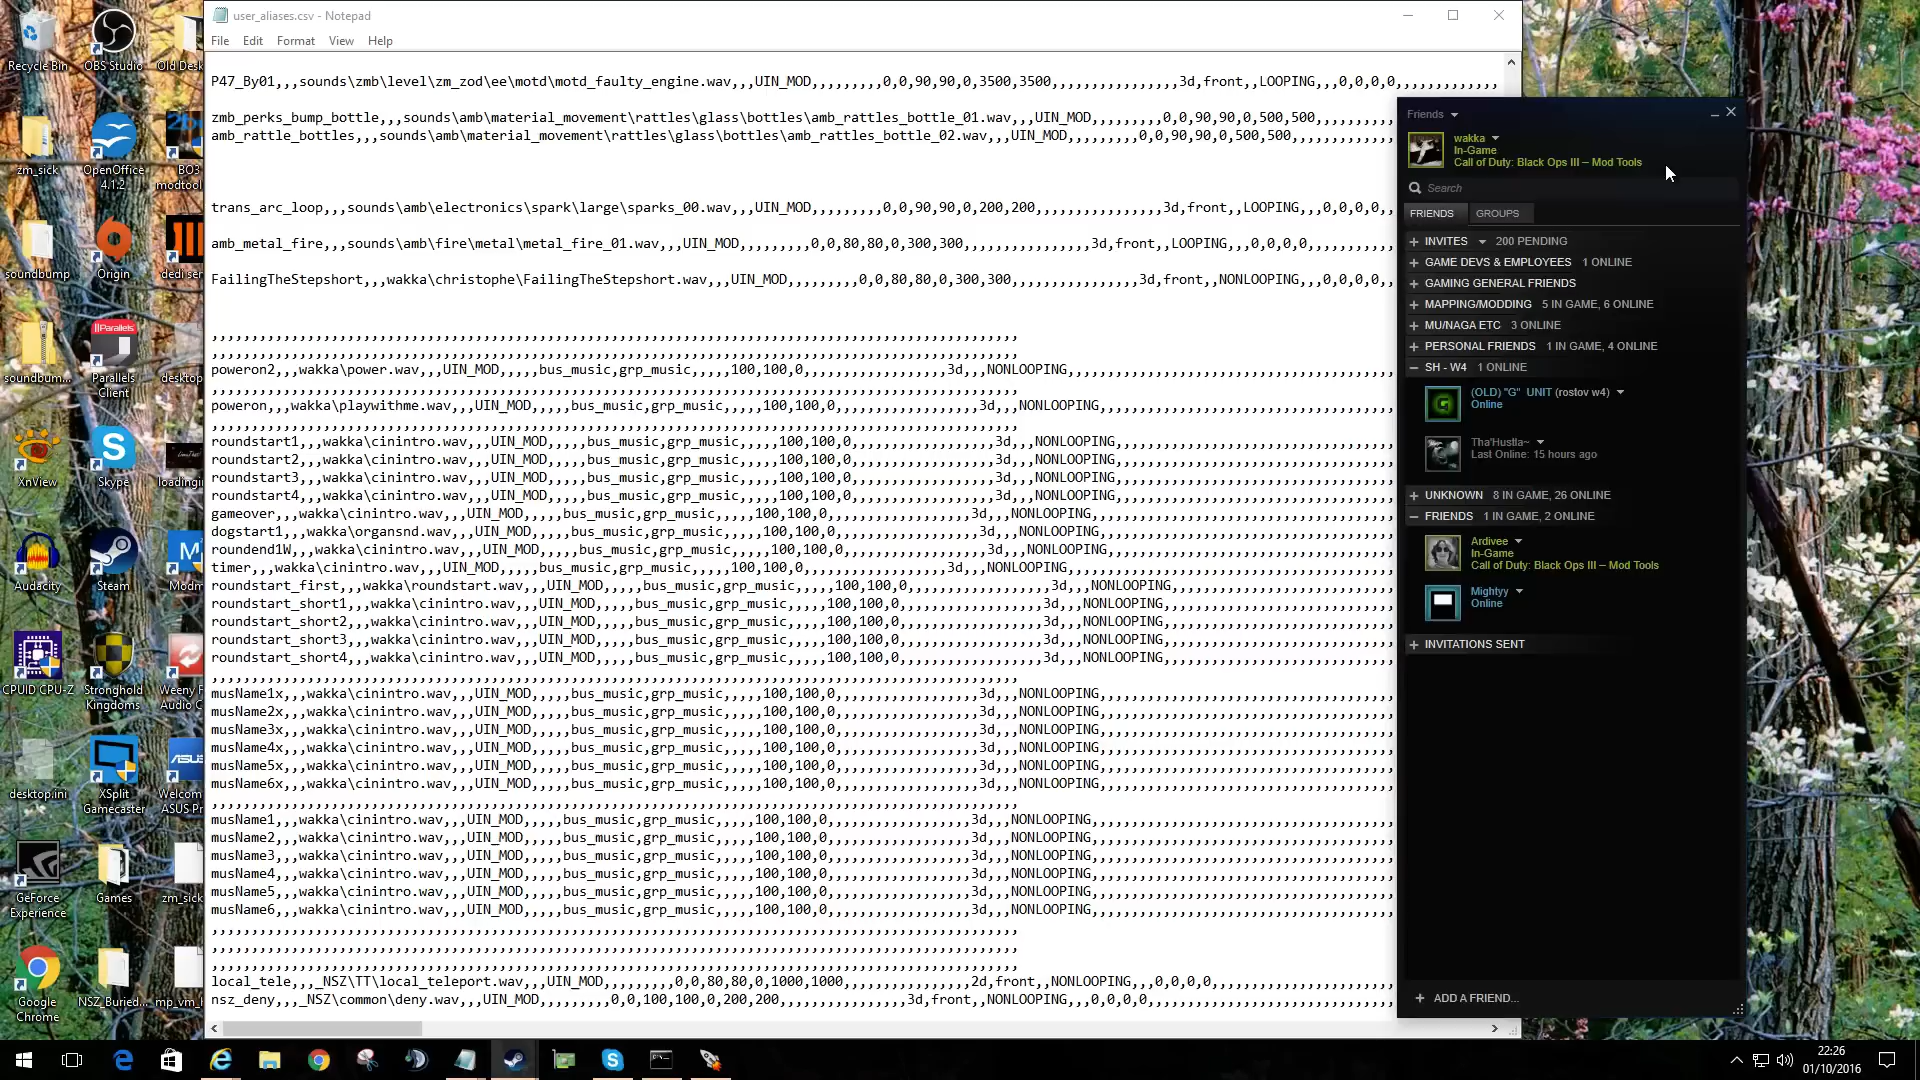 user_aliases.csv - Notepad
File Edit Format View Help
P47_By01,,,sounds\zmb\level\zm_zod\ee\motd\motd_faulty_engine.wav,,,UIN_MOD,,,,,,,,,0,0,90,90,0,3500,3500,,,,,,,,,,,,,,,,3d,front,,LOOPING,,,0,0,0,0,,,,,,,,,,,,,
zmb_perks_bump_bottle,,,sounds\amb\material_movement\rattles\glass\bottles\amb_rattles_bottle_01.wav,,,UIN_MOD,,,,,,,,,0,0,90,90,0,500,500,,,,,,,,,,
amb_rattle_bottles,,,sounds\amb\material_movement\rattles\glass\bottles\amb_rattles_bottle_02.wav,,,UIN_MOD,,,,,,,,,0,0,90,90,0,500,500,,,,,,,,,,,,,
trans_arc_loop,,,sounds\amb\electronics\spark\large\sparks_00.wav,,,UIN_MOD,,,,,,,,,0,0,90,90,0,200,200,,,,,,,,,,,,,,,,3d,front,,LOOPING,,,0,0,0,0,,
amb_metal_fire,,,sounds\amb\fire\metal\metal_fire_01.wav,,,UIN_MOD,,,,,,,,,0,0,80,80,0,300,300,,,,,,,,,,,,,,,,3d,front,,LOOPING,,,0,0,0,0,,,,,,,,,,,
FailingTheStepshort,,,wakka\christophe\FailingTheStepshort.wav,,,UIN_MOD,,,,,,,,,0,0,80,80,0,300,300,,,,,,,,,,,,,,,,3d,front,,NONLOOPING,,,0,0,0,0,,
poweron2,,,wakka\power.wav,,,UIN_MOD,,,,,bus_music,grp_music,,,,,100,100,0,,,,,,,,,,,,,,,,,,3d,,,NONLOOPING,,,,,,,,,,
poweron,,,wakka\playwithme.wav,,,UIN_MOD,,,,,bus_music,grp_music,,,,,100,100,0,,,,,,,,,,,,,,,,,,3d,,,NONLOOPING,,,,,,,,,,
roundstart1,,,wakka\cinintro.wav,,,UIN_MOD,,,,,bus_music,grp_music,,,,,100,100,0,,,,,,,,,,,,,,,,,,3d,,,NONLOOPING,,,,,,,,,,
roundstart2,,,wakka\cinintro.wav,,,UIN_MOD,,,,,bus_music,grp_music,,,,,100,100,0,,,,,,,,,,,,,,,,,,3d,,,NONLOOPING,,,,,,,,,,
roundstart3,,,wakka\cinintro.wav,,,UIN_MOD,,,,,bus_music,grp_music,,,,,100,100,0,,,,,,,,,,,,,,,,,,3d,,,NONLOOPING,,,,,,,,,,
roundstart4,,,wakka\cinintro.wav,,,UIN_MOD,,,,,bus_music,grp_music,,,,,100,100,0,,,,,,,,,,,,,,,,,,3d,,,NONLOOPING,,,,,,,,,,
gameover,,,wakka\cinintro.wav,,,UIN_MOD,,,,,bus_music,grp_music,,,,,100,100,0,,,,,,,,,,,,,,,,,,3d,,,NONLOOPING,,,,,,,,,,
dogstart1,,,wakka\organsnd.wav,,,UIN_MOD,,,,,bus_music,grp_music,,,,,100,100,0,,,,,,,,,,,,,,,,,,3d,,,NONLOOPING,,,,,,,,,,
roundend1W,,,wakka\cinintro.wav,,,UIN_MOD,,,,,bus_music,grp_music,,,,,100,100,0,,,,,,,,,,,,,,,,,,3d,,,NONLOOPING,,,,,,,,,,
timer,,,wakka\cinintro.wav,,,UIN_MOD,,,,,bus_music,grp_music,,,,,100,100,0,,,,,,,,,,,,,,,,,,3d,,,NONLOOPING,,,,,,,,,,
roundstart_first,,,wakka\roundstart.wav,,,UIN_MOD,,,,,bus_music,grp_music,,,,,100,100,0,,,,,,,,,,,,,,,,,,3d,,,NONLOOPING,,,,,,,,,,
roundstart_short1,,,wakka\cinintro.wav,,,UIN_MOD,,,,,bus_music,grp_music,,,,,100,100,0,,,,,,,,,,,,,,,,,,3d,,,NONLOOPING,,,,,,,,,,
roundstart_short2,,,wakka\cinintro.wav,,,UIN_MOD,,,,,bus_music,grp_music,,,,,100,100,0,,,,,,,,,,,,,,,,,,3d,,,NONLOOPING,,,,,,,,,,
roundstart_short3,,,wakka\cinintro.wav,,,UIN_MOD,,,,,bus_music,grp_music,,,,,100,100,0,,,,,,,,,,,,,,,,,,3d,,,NONLOOPING,,,,,,,,,,
roundstart_short4,,,wakka\cinintro.wav,,,UIN_MOD,,,,,bus_music,grp_music,,,,,100,100,0,,,,,,,,,,,,,,,,,,3d,,,NONLOOPING,,,,,,,,,,
musName1x,,,wakka\cinintro.wav,,,UIN_MOD,,,,,bus_music,grp_music,,,,,100,100,0,,,,,,,,,,,,,,,,,,3d,,,NONLOOPING,,,,,,,,,,
musName2x,,,wakka\cinintro.wav,,,UIN_MOD,,,,,bus_music,grp_music,,,,,100,100,0,,,,,,,,,,,,,,,,,,3d,,,NONLOOPING,,,,,,,,,,
musName3x,,,wakka\cinintro.wav,,,UIN_MOD,,,,,bus_music,grp_music,,,,,100,100,0,,,,,,,,,,,,,,,,,,3d,,,NONLOOPING,,,,,,,,,,
musName4x,,,wakka\cinintro.wav,,,UIN_MOD,,,,,bus_music,grp_music,,,,,100,100,0,,,,,,,,,,,,,,,,,,3d,,,NONLOOPING,,,,,,,,,,
musName5x,,,wakka\cinintro.wav,,,UIN_MOD,,,,,bus_music,grp_music,,,,,100,100,0,,,,,,,,,,,,,,,,,,3d,,,NONLOOPING,,,,,,,,,,
musName6x,,,wakka\cinintro.wav,,,UIN_MOD,,,,,bus_music,grp_music,,,,,100,100,0,,,,,,,,,,,,,,,,,,3d,,,NONLOOPING,,,,,,,,,,
musName1,,,wakka\cinintro.wav,,,UIN_MOD,,,,,bus_music,grp_music,,,,,100,100,0,,,,,,,,,,,,,,,,,,3d,,,NONLOOPING,,,,,,,,,,
musName2,,,wakka\cinintro.wav,,,UIN_MOD,,,,,bus_music,grp_music,,,,,100,100,0,,,,,,,,,,,,,,,,,,3d,,,NONLOOPING,,,,,,,,,,
musName3,,,wakka\cinintro.wav,,,UIN_MOD,,,,,bus_music,grp_music,,,,,100,100,0,,,,,,,,,,,,,,,,,,3d,,,NONLOOPING,,,,,,,,,,
musName4,,,wakka\cinintro.wav,,,UIN_MOD,,,,,bus_music,grp_music,,,,,100,100,0,,,,,,,,,,,,,,,,,,3d,,,NONLOOPING,,,,,,,,,,
musName5,,,wakka\cinintro.wav,,,UIN_MOD,,,,,bus_music,grp_music,,,,,100,100,0,,,,,,,,,,,,,,,,,,3d,,,NONLOOPING,,,,,,,,,,
musName6,,,wakka\cinintro.wav,,,UIN_MOD,,,,,bus_music,grp_music,,,,,100,100,0,,,,,,,,,,,,,,,,,,3d,,,NONLOOPING,,,,,,,,,,
local_tele,,,_NSZ\TT\local_teleport.wav,,,UIN_MOD,,,,,,,,,0,0,80,80,0,1000,1000,,,,,,,,,,,,,,,,2d,front,,NONLOOPING,,,0,0,0,0,,,,,,,,,,
nsz_deny,,,_NSZ\common\deny.wav,,,UIN_MOD,,,,,,,,,0,0,100,100,0,200,200,,,,,,,,,,,,,,,,3d,front,,NONLOOPING,,,0,0,0,0,,,,,,,,,,
Friends
wakka
In-Game
Call of Duty: Black Ops III – Mod Tools
Search
FRIENDS GROUPS
INVITES 200 PENDING
GAME DEVS & EMPLOYEES 1 ONLINE
GAMING GENERAL FRIENDS
MAPPING/MODDING 5 IN GAME, 6 ONLINE
MU/NAGA ETC 3 ONLINE
PERSONAL FRIENDS 1 IN GAME, 4 ONLINE
SH - W4 1 ONLINE
(OLD) "G" UNIT (rostov w4)
Online
Tha'Hustla~
Last Online: 15 hours ago
UNKNOWN 8 IN GAME, 26 ONLINE
FRIENDS 1 IN GAME, 2 ONLINE
Ardivee
In-Game
Call of Duty: Black Ops III – Mod Tools
Mightyy
Online
INVITATIONS SENT
ADD A FRIEND...
Recycle Bin OBS Studio Old Desk
zm_sick OpenOffice 4.1.2 BO3 modtool
soundbump Origin dedi ser
soundbum... Parallels Client desktop
XnView Skype loadingi
Audacity Steam Modm
CPUID CPU-Z Stronghold Kingdoms Weeny F Audio C
desktop.ini XSplit Gamecaster Welcom ASUS Pr
GeForce Experience Games zm_sick
Google Chrome NSZ_Buried... mp_vm_h
22:26
01/10/2016